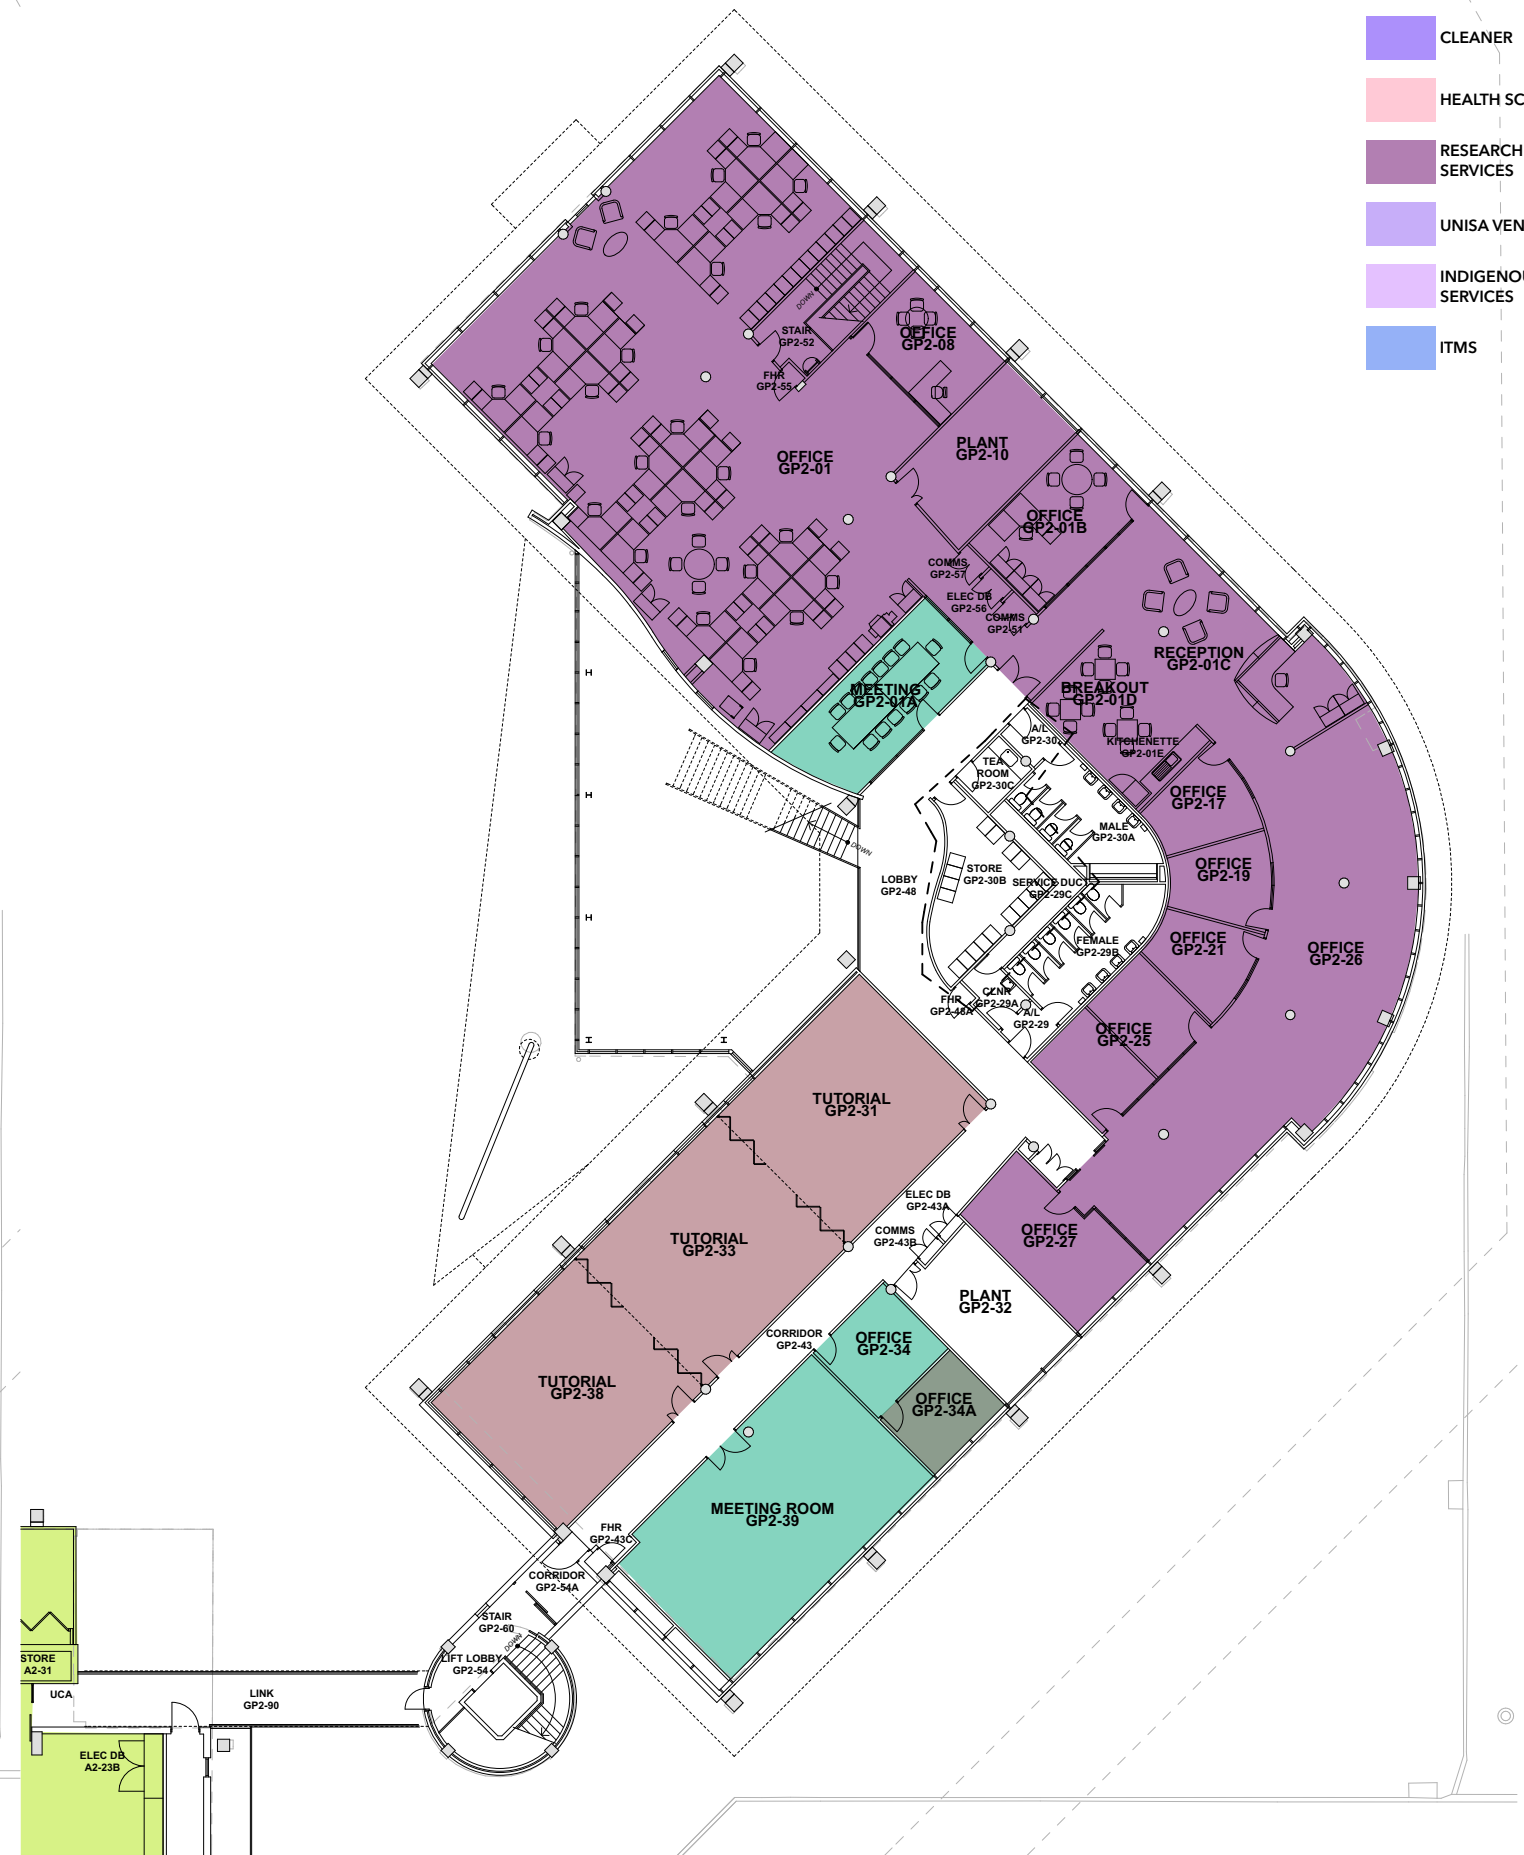 CLEANER
HEALTH SC
RESEARCH
SERVICES
UNISA VEN
INDIGENOU
SERVICES
ITMS
STAIR
GP2-52
DOWN
FHR
GP2-55
OFFICE
GP2-08
OFFICE
GP2-01
PLANT
GP2-10
OFFICE
GP2-01B
COMMS
GP2-57
ELEC DB
GP2-56
COMMS
GP2-51
RECEPTION
GP2-01C
MEETING
GP2-01A
BREAKOUT
GP2-01D
KITCHENETTE
GP2-01E
A/L
GP2-30
TEA
ROOM
GP2-30C
MALE
GP2-30A
OFFICE
GP2-17
DOWN
LOBBY
GP2-48
STORE
GP2-30B
SERVICE DUCT
GP2-29C
OFFICE
GP2-19
FEMALE
GP2-29B
OFFICE
GP2-21
OFFICE
GP2-26
FHR
GP2-48A
CLNR
GP2-29A
A/L
GP2-29
OFFICE
GP2-25
TUTORIAL
GP2-31
ELEC DB
GP2-43A
COMMS
GP2-43B
OFFICE
GP2-27
TUTORIAL
GP2-33
PLANT
GP2-32
CORRIDOR
GP2-43
OFFICE
GP2-34
TUTORIAL
GP2-38
OFFICE
GP2-34A
MEETING ROOM
GP2-39
FHR
GP2-43C
CORRIDOR
GP2-54A
STAIR
GP2-60
DOWN
LIFT LOBBY
GP2-54
STORE
A2-31
UCA
LINK
GP2-90
ELEC DB
A2-23B